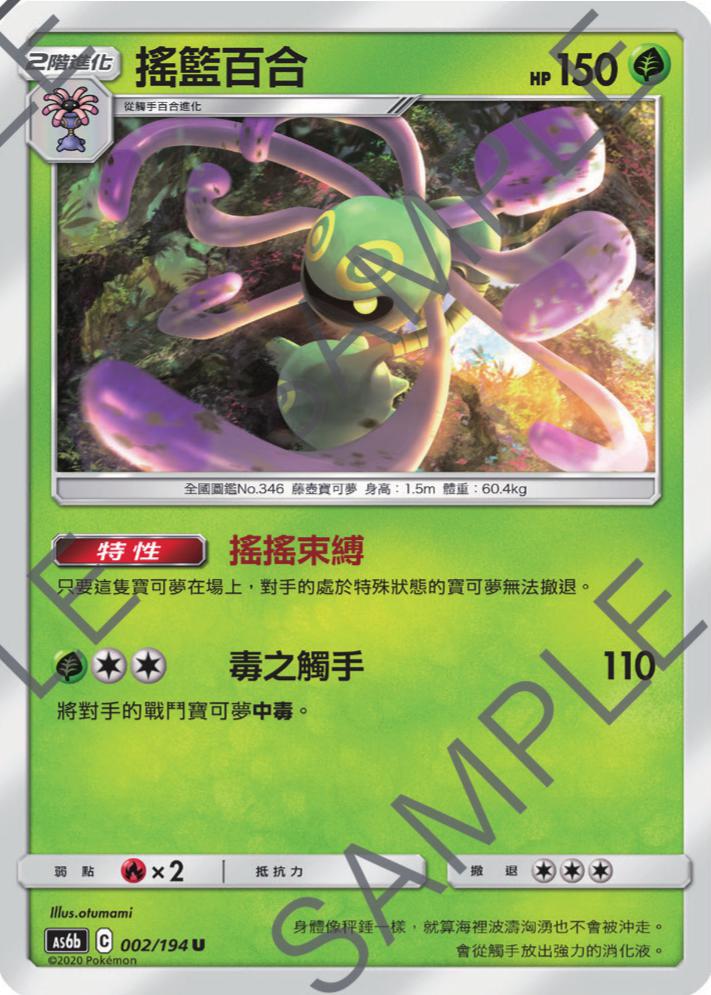 2階進化 搖籃百合 HP 150
從觸手百合進化
全國圖鑑No.346 藤壺寶可夢 身高：1.5m 體重：60.4kg
特性 搖搖束縛
只要這隻寶可夢在場上，對手的處於特殊狀態的寶可夢無法撤退。
毒之觸手 110
將對手的戰鬥寶可夢中毒。
弱點 ×2 抵抗力 撤退
Illus.otumami
身體像秤錘一樣，就算海裡波濤洶湧也不會被沖走。
會從觸手放出強力的消化液。
AS6b C 002/194 U
©2020 Pokémon
SAMPLE
SAMPLE